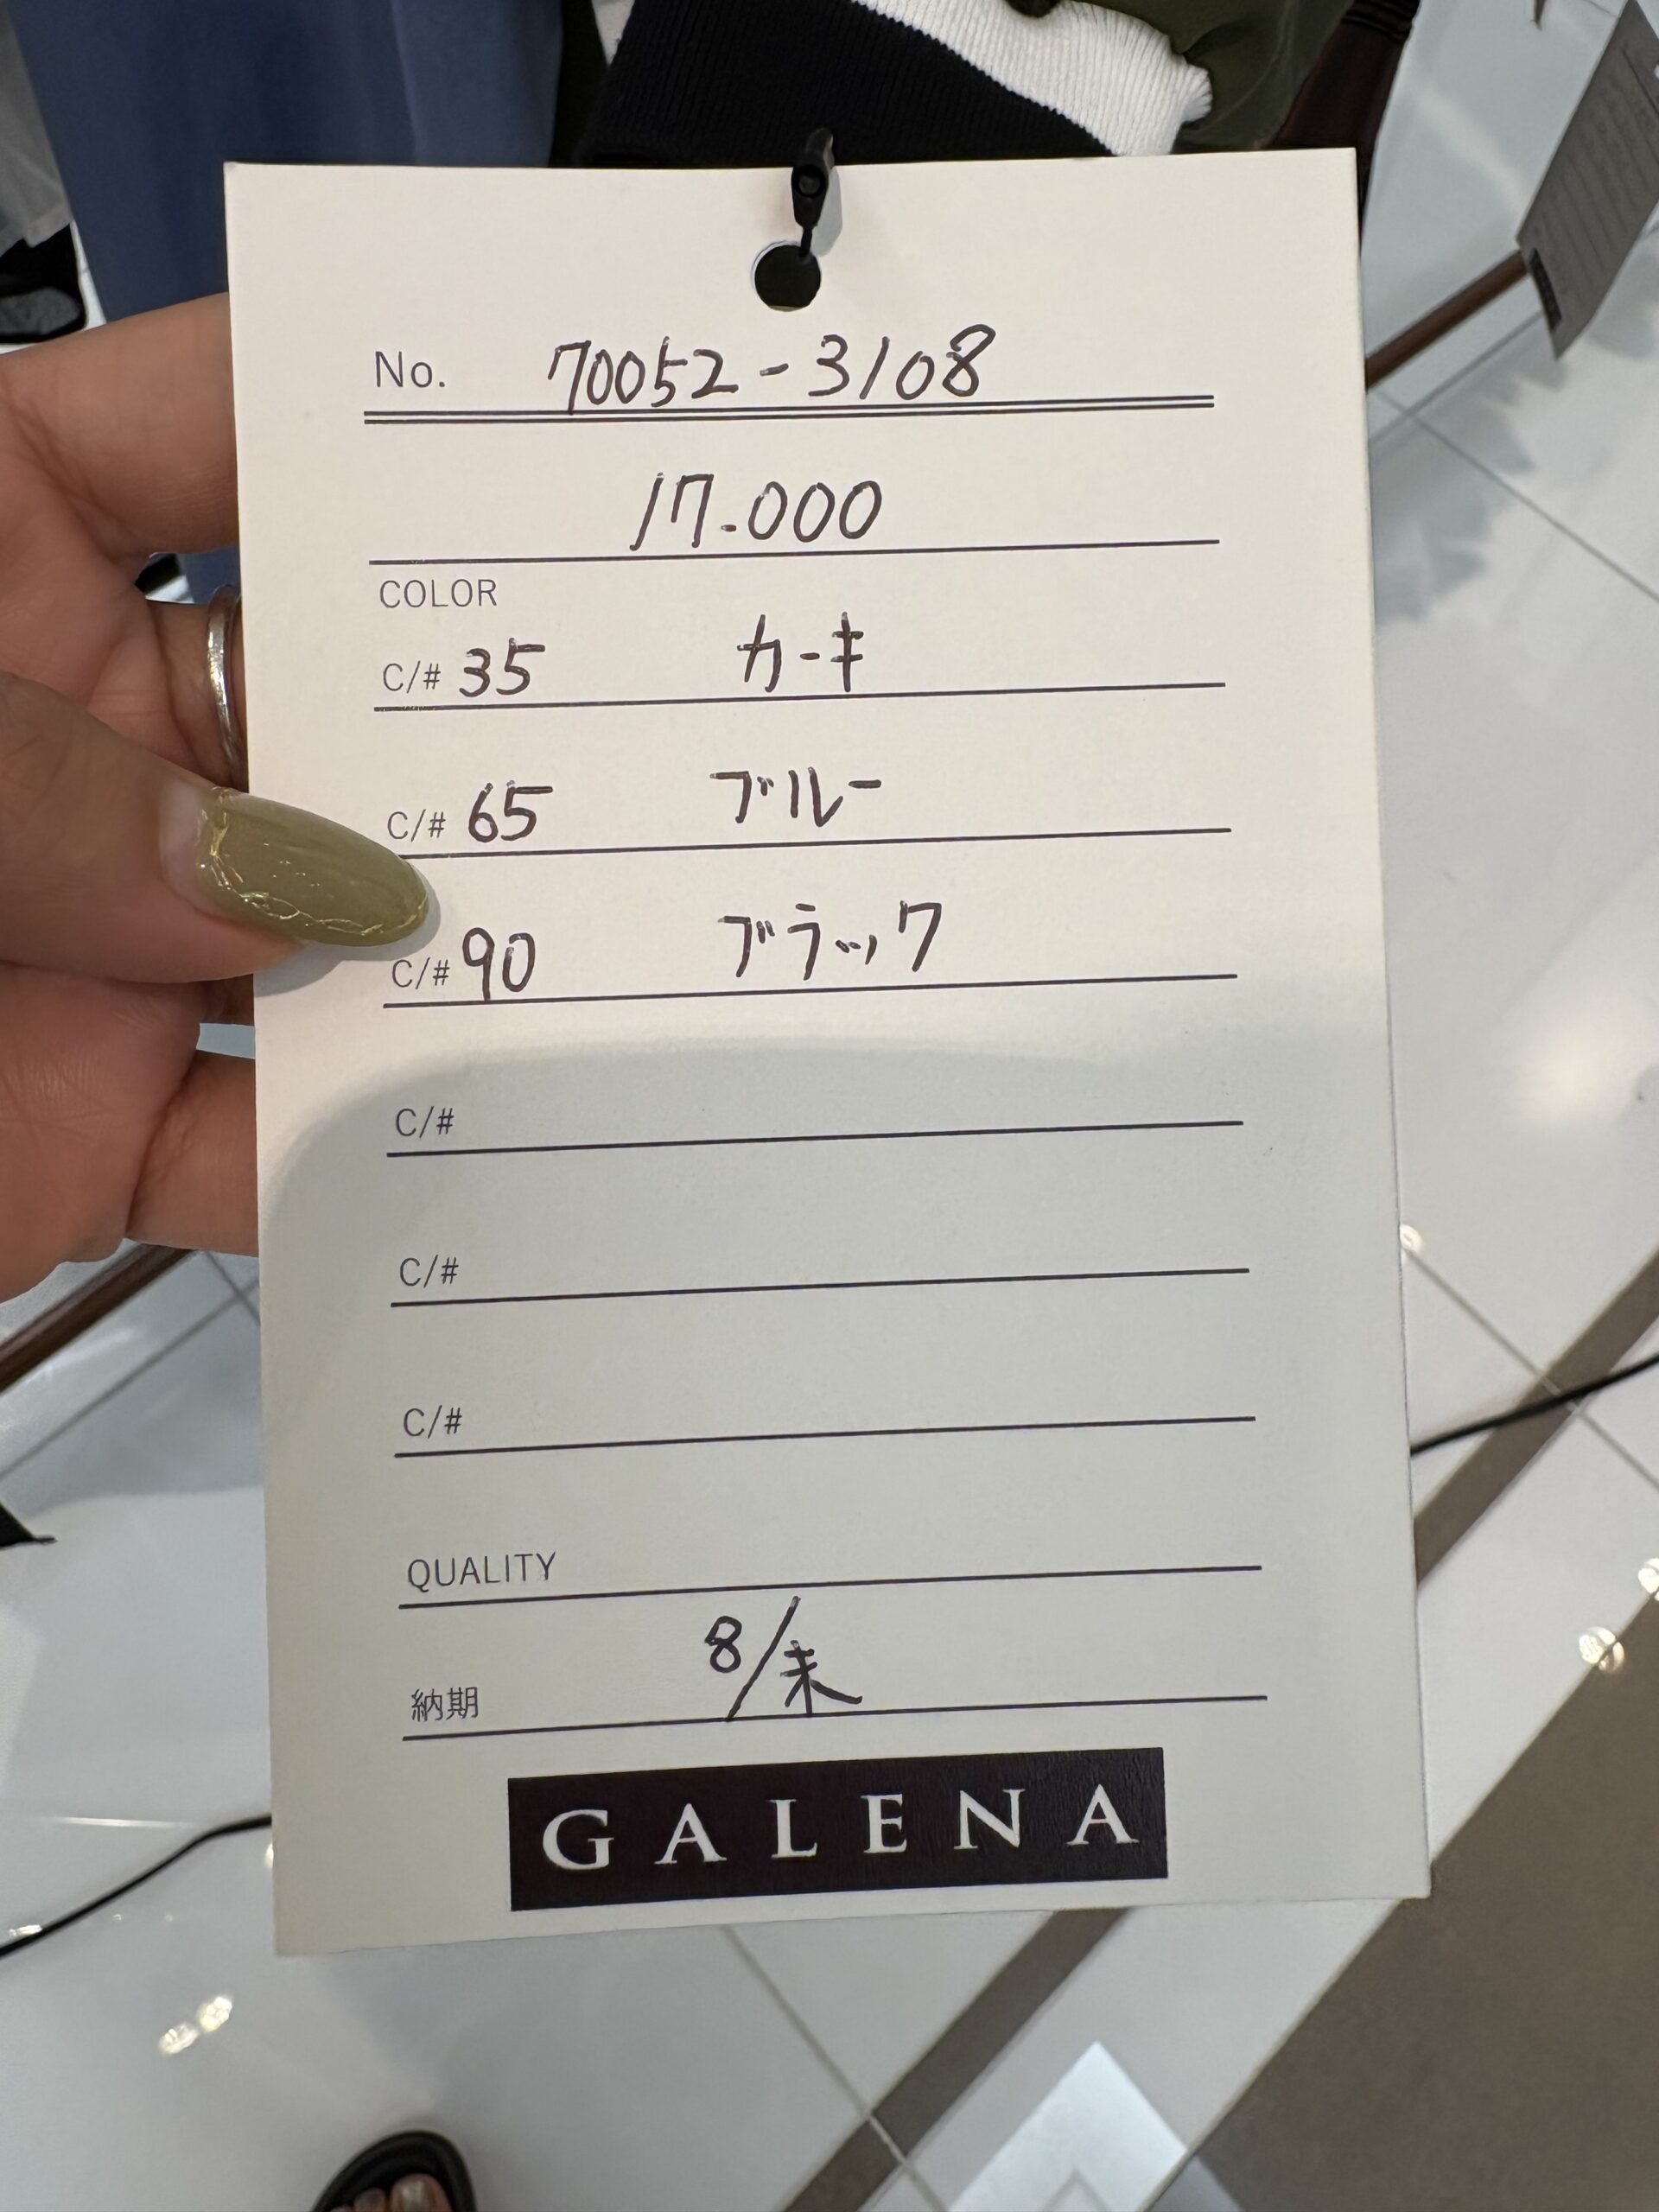 No. 70052-3108
17.000
COLOR
C/# 35 カーキ
C/# 65 ブルー
C/# 90 ブラック
C/#
C/#
C/#
QUALITY
納期 8/末
GALENA